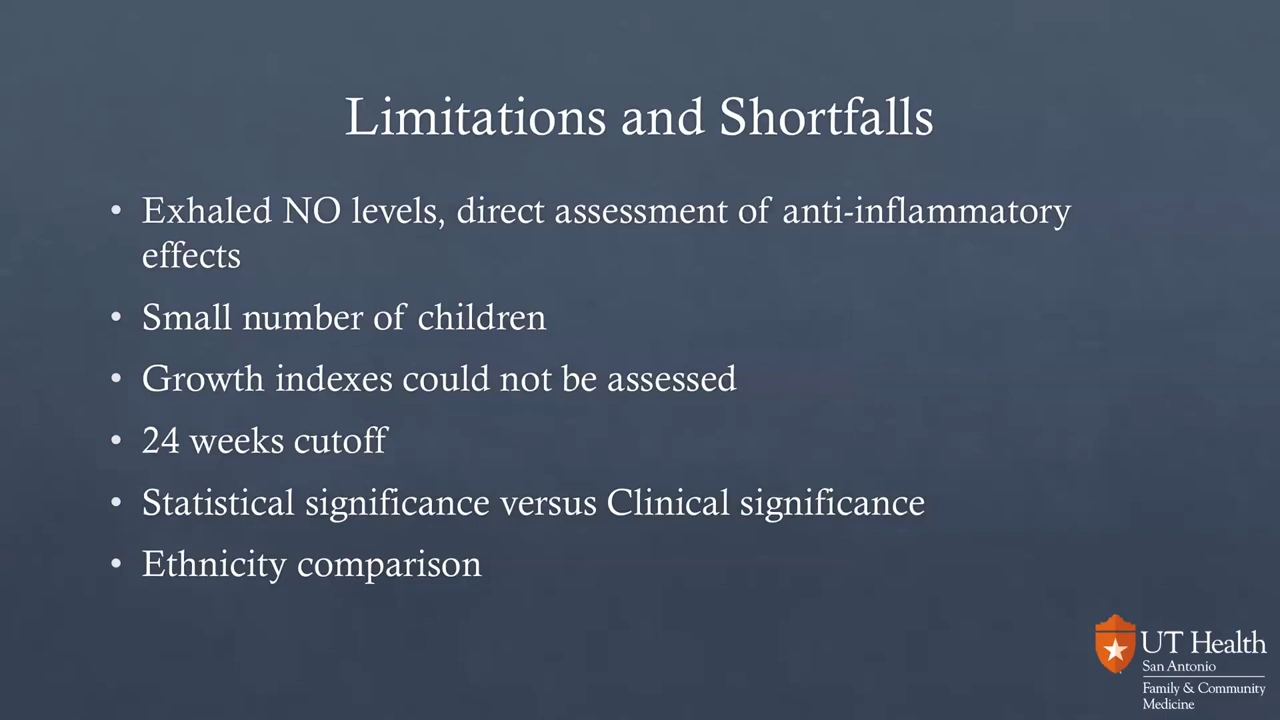 Limitations and Shortfalls
• Exhaled NO levels, direct assessment of anti-inflammatory
effects
• Small number of children
• Growth indexes could not be assessed
• 24 weeks cutoff
• Statistical significance versus Clinical significance
• Ethnicity comparison
UT Health
San Antonio
Family & Community
Medicine